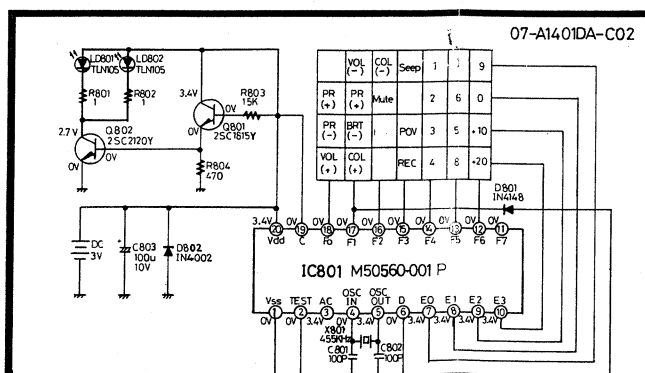 07-A1401DA-C02
LD801 LD802
TLN105 TLN105
R801 R802
1 1
3.4V
0V
R803
15K
Q801
2SC1815Y
0V
2.7V
Q802
2SC2120Y
0V
0V
R804
470
VOL (-) COL (-) Seep 1 9
PR (+) PR (+) Mute 2 6 0
PR (-) BRT (-) POV 3 5 +10
VOL (+) COL (+) REC 4 8 +20
D801
IN4148
3.4V 0V 0V 0V 0V 0V 0V 0V 0V 0V
20 19 18 17 16 15 14 13 12 11
Vdd C F0 F1 F2 F3 F4 F5 F6 F7
DC
3V
C803
100u
10V
D802
IN4002
IC801 M50560-001 P
Vss TEST AC OSC IN OSC OUT D E0 E1 E2 E3
1 2 3 4 5 6 7 8 9 10
0V 0V 3.4V 0V 3.4V 0V 3.4V 3.4V 3.4V 3.4V
X801
455KHz
C801
100P
C802
100P